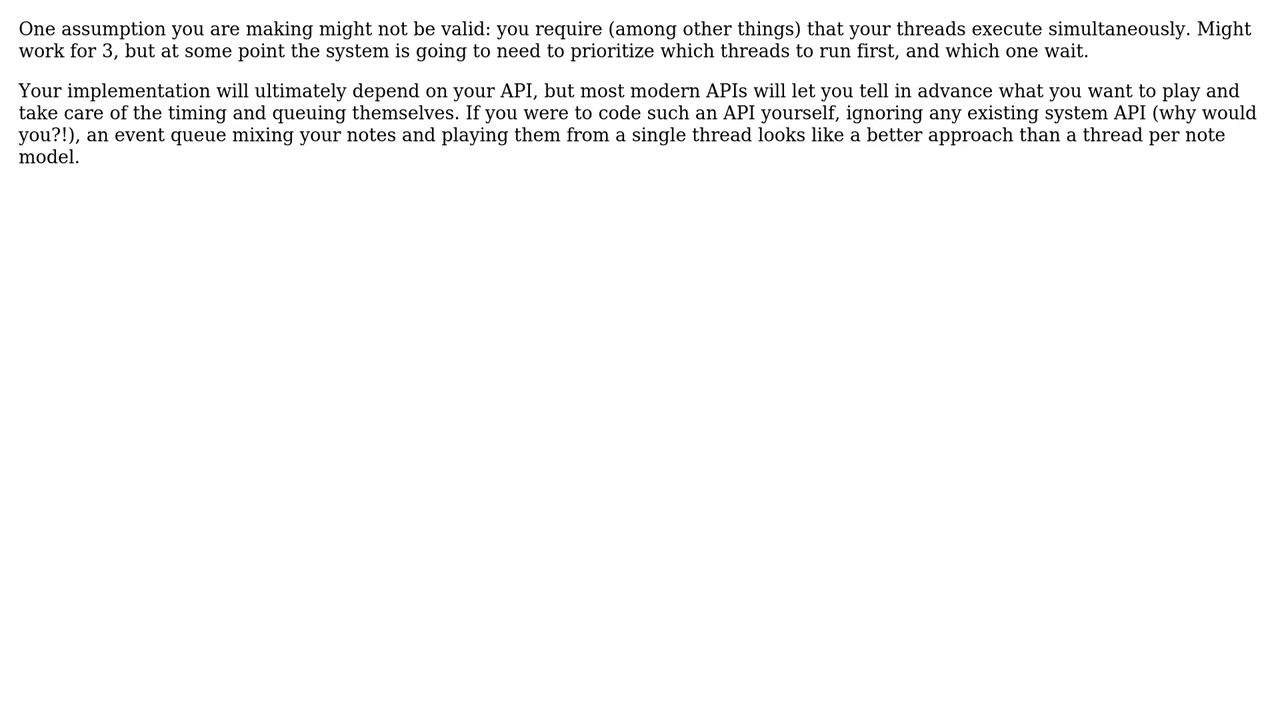 One assumption you are making might not be valid: you require (among other things) that your threads execute simultaneously. Might
work for 3, but at some point the system is going to need to prioritize which threads to run first, and which one wait.
Your implementation will ultimately depend on your API, but most modern APIs will let you tell in advance what you want to play and
take care of the timing and queuing themselves. If you were to code such an API yourself, ignoring any existing system API (why would
you?!), an event queue mixing your notes and playing them from a single thread looks like a better approach than a thread per note
model.